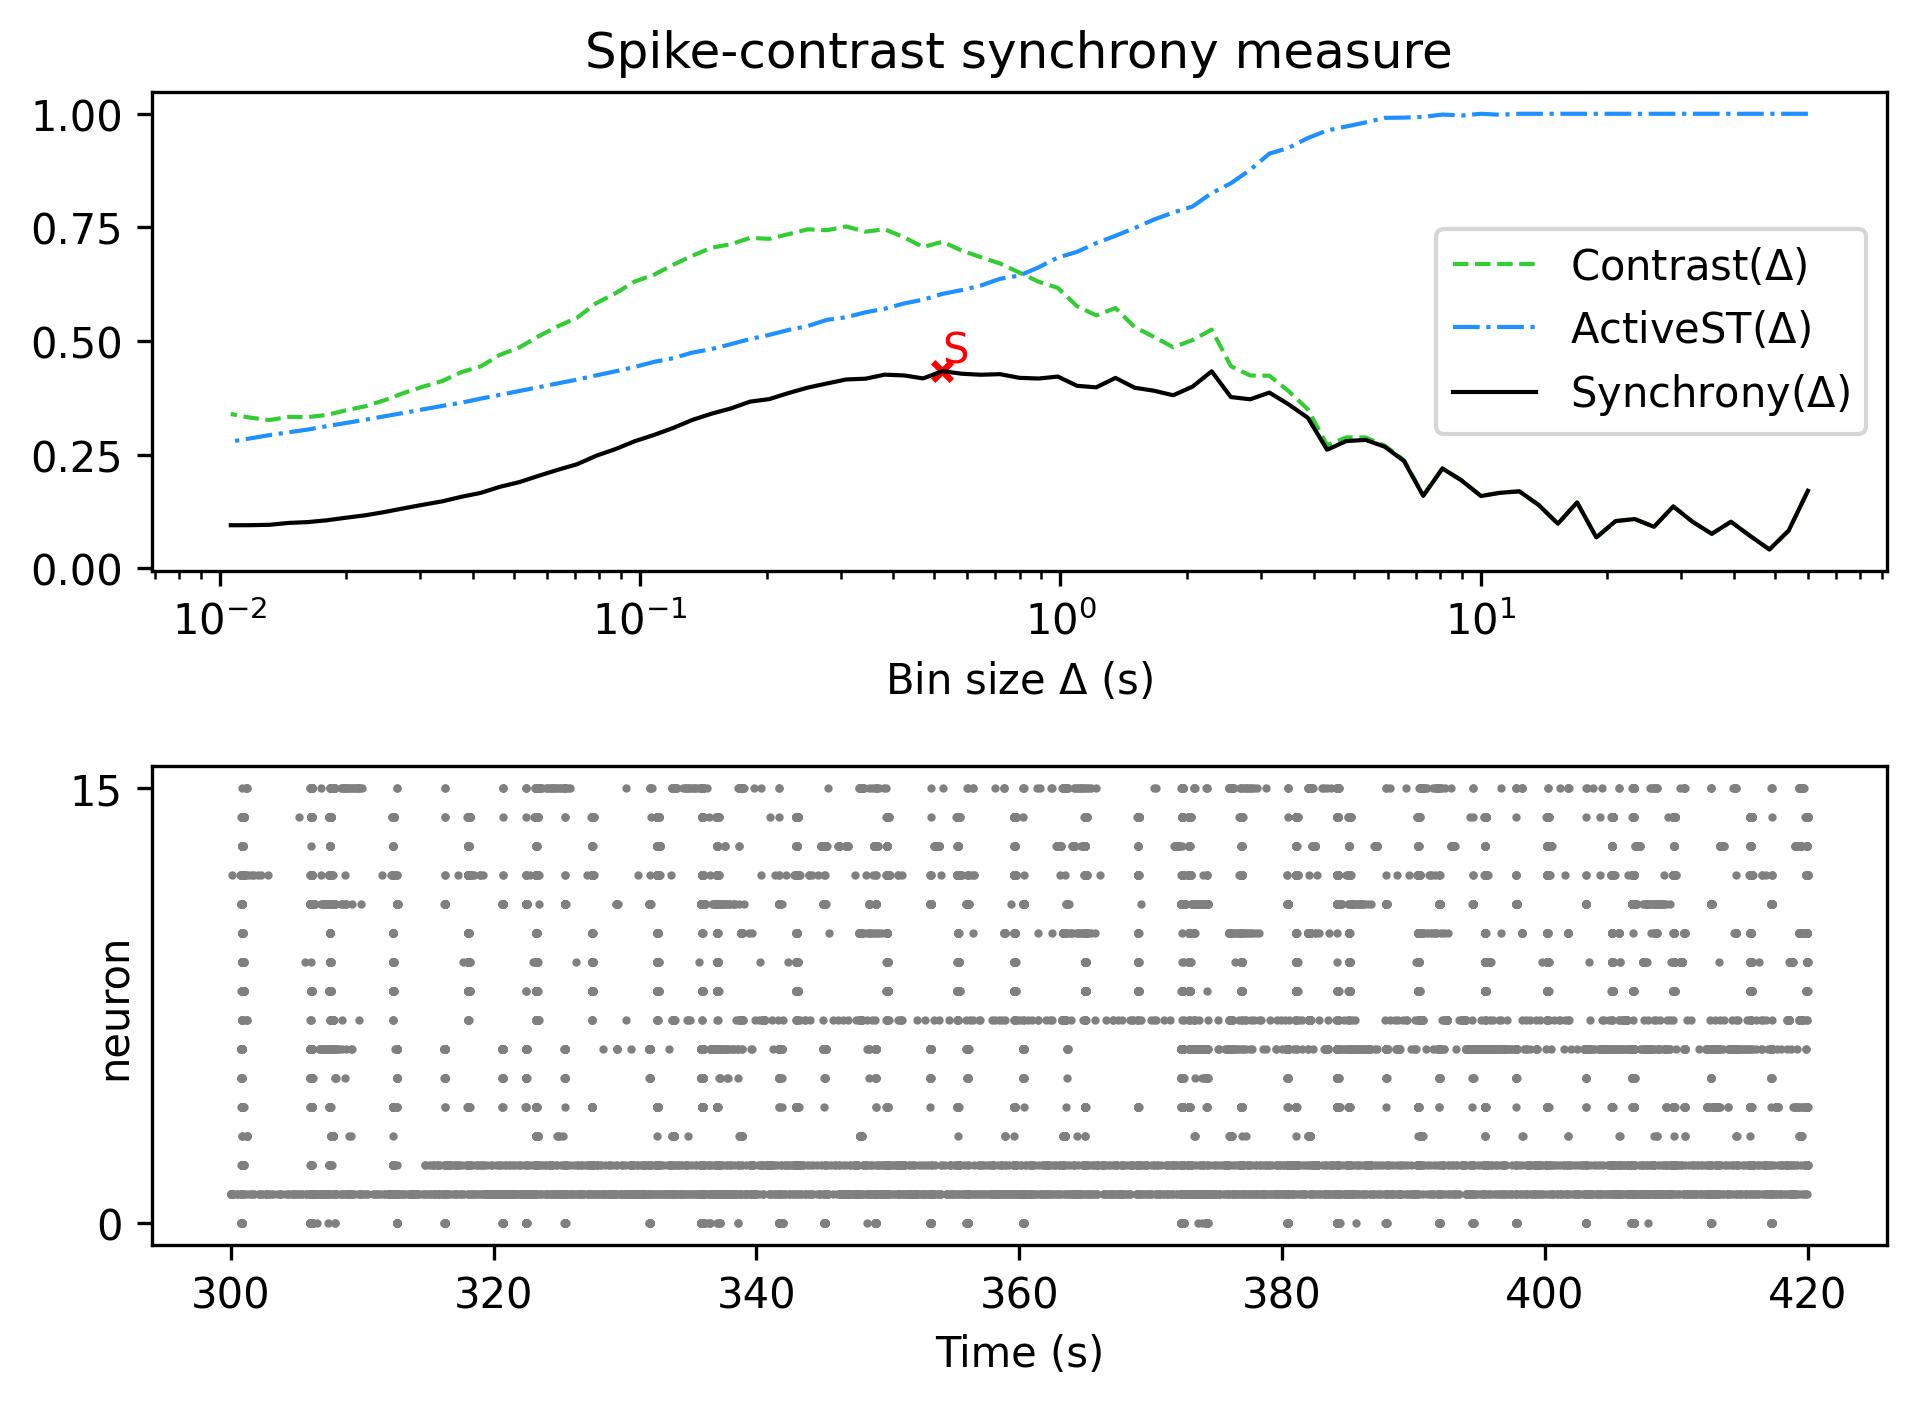 Spike-contrast synchrony measure
1.00
0.75
0.50
0.25
0.00
S
Contrast(Δ)
ActiveST(Δ)
Synchrony(Δ)
10⁻² 10⁻¹ 10⁰ 10¹
Bin size Δ (s)
15
0
neuron
300 320 340 360 380 400 420
Time (s)